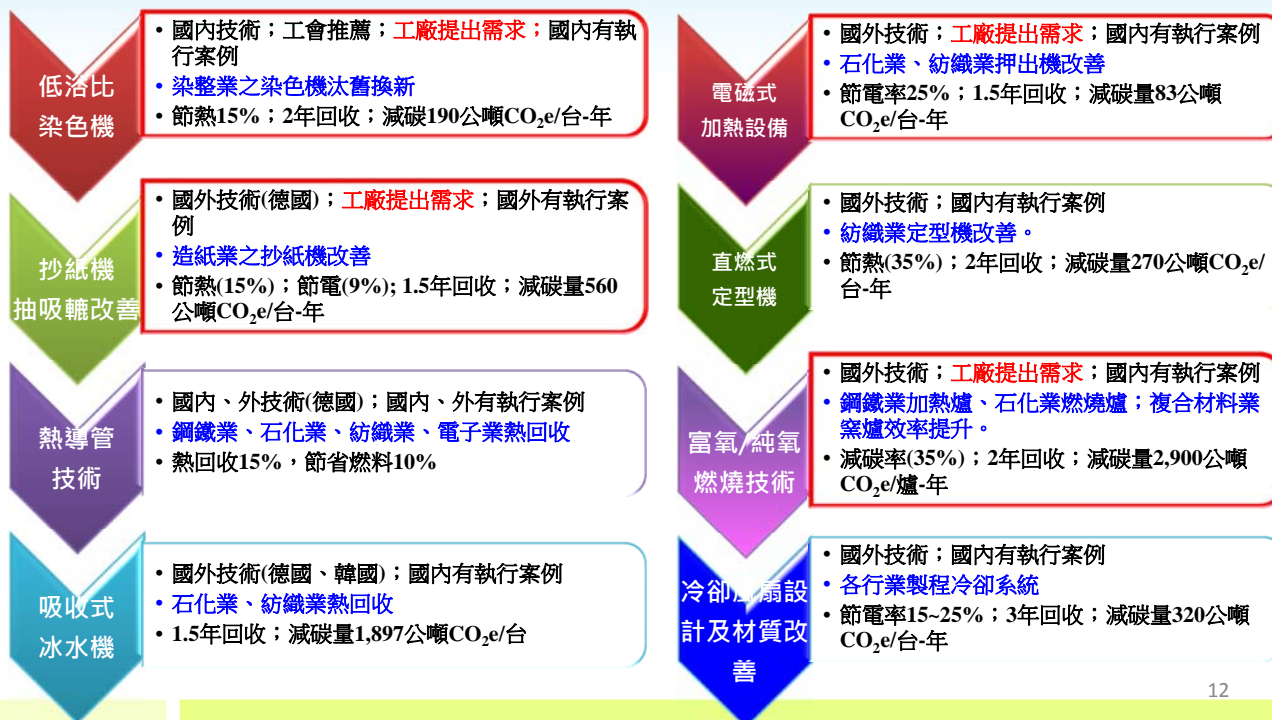 低浴比
染色機
• 國內技術；工會推薦；工廠提出需求；國內有執
行案例
• 染整業之染色機汰舊換新
• 節熱15%；2年回收；減碳190公噸CO₂e/台-年
抄紙機
抽吸轆改善
• 國外技術(德國)；工廠提出需求；國外有執行案
例
• 造紙業之抄紙機改善
• 節熱(15%)；節電(9%); 1.5年回收；減碳量560
公噸CO₂e/台-年
熱導管
技術
• 國內、外技術(德國)；國內、外有執行案例
• 鋼鐵業、石化業、紡織業、電子業熱回收
• 熱回收15%，節省燃料10%
吸收式
冰水機
• 國外技術(德國、韓國)；國內有執行案例
• 石化業、紡織業熱回收
• 1.5年回收；減碳量1,897公噸CO₂e/台
電磁式
加熱設備
• 國外技術；工廠提出需求；國內有執行案例
• 石化業、紡織業押出機改善
• 節電率25%；1.5年回收；減碳量83公噸
CO₂e/台-年
直燃式
定型機
• 國外技術；國內有執行案例
• 紡織業定型機改善。
• 節熱(35%)；2年回收；減碳量270公噸CO₂e/
台-年
富氧/純氧
燃燒技術
• 國外技術；工廠提出需求；國內有執行案例
• 鋼鐵業加熱爐、石化業燃燒爐；複合材料業
窯爐效率提升。
• 減碳率(35%)；2年回收；減碳量2,900公噸
CO₂e/爐-年
冷卻風扇設
計及材質改
善
• 國外技術；國內有執行案例
• 各行業製程冷卻系統
• 節電率15~25%；3年回收；減碳量320公噸
CO₂e/台-年
12